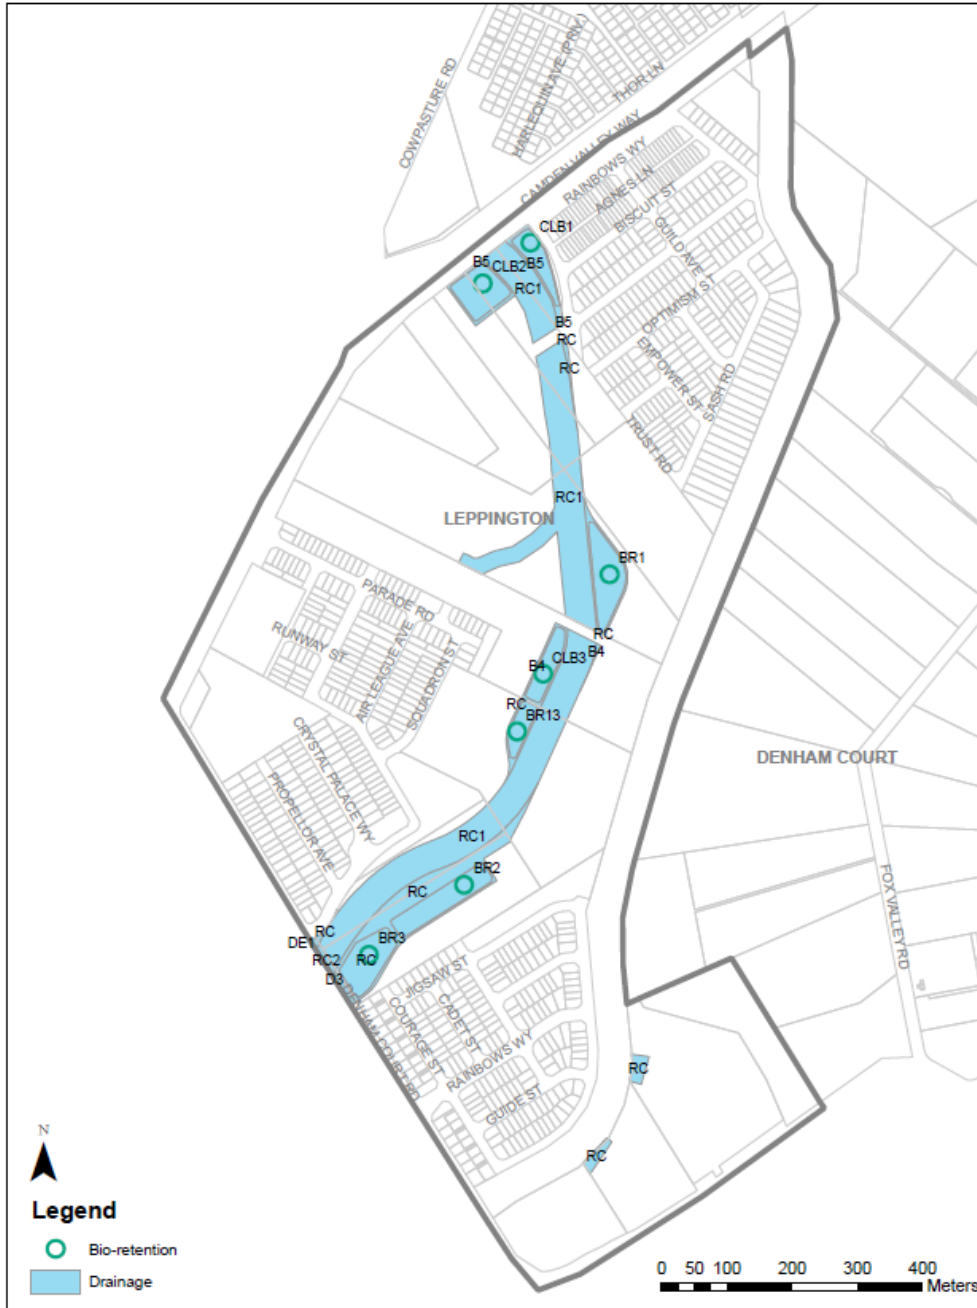 COWPASTURE RD
HARLEQUIN AVE (PRIV.)
THOR LN
CAMDEN VALLEY WAY
RAINBOWS WY
AGNES LN
BISCUIT ST
GUILD AVE
CLB1
B5
CLB2
B5
RC1
OPTIMISM ST
B5
RC
RC
EMPOWER ST
SASH RD
TRUST RD
RC1
LEPPINGTON
BR1
PARADE RD
RUNWAY ST
AIR LEAGUE AVE
SQUADRON ST
RC
B4
B4
CLB3
RC
BR13
CRYSTAL PALACE WY
PROPELLOR AVE
DENHAM COURT
RC1
BR2
RC
FOX VALLEY RD
RC
DE1
BR3
RC2
RC
D3
JIGSAW ST
CADET ST
COURAGE ST
DENHAM COURT RD
RAINBOWS WY
GUIDE ST
RC
RC
N
Legend
Bio-retention
Drainage
0 50 100 200 300 400
Meters